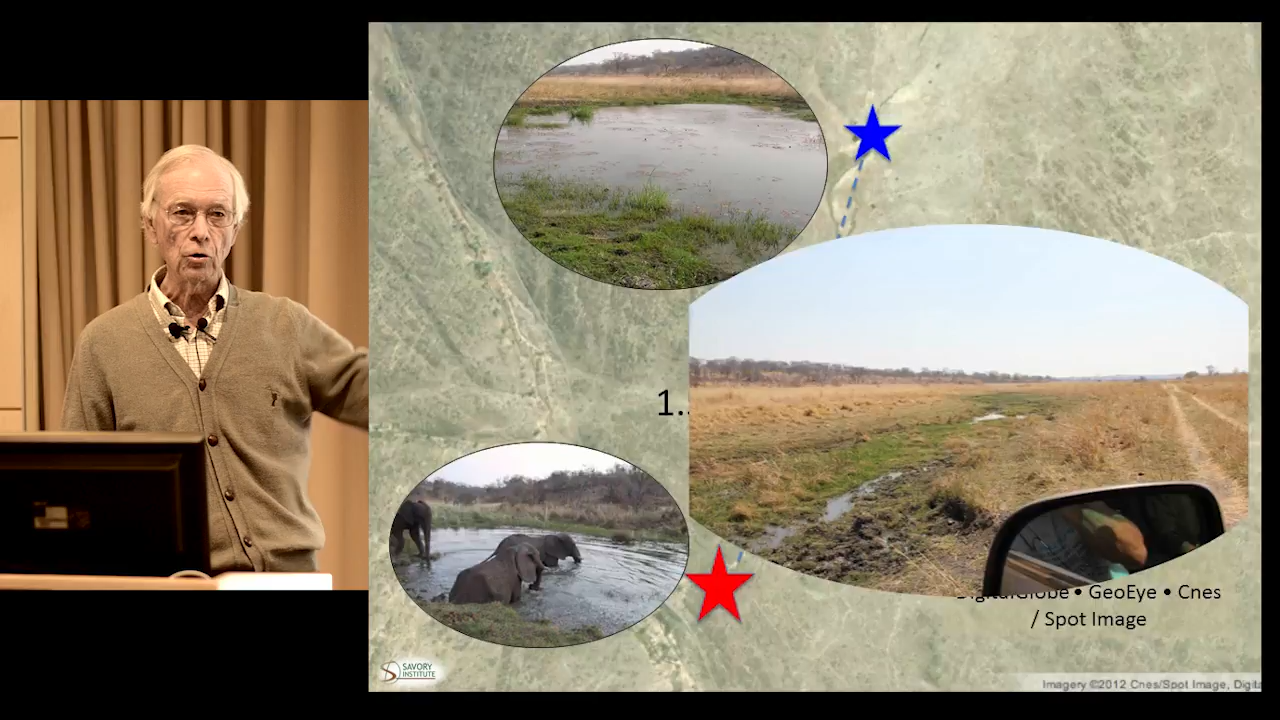 1..
DigitalGlobe • GeoEye • Cnes
/ Spot Image
SAVORY
INSTITUTE
Imagery ©2012 Cnes/Spot Image, Digita